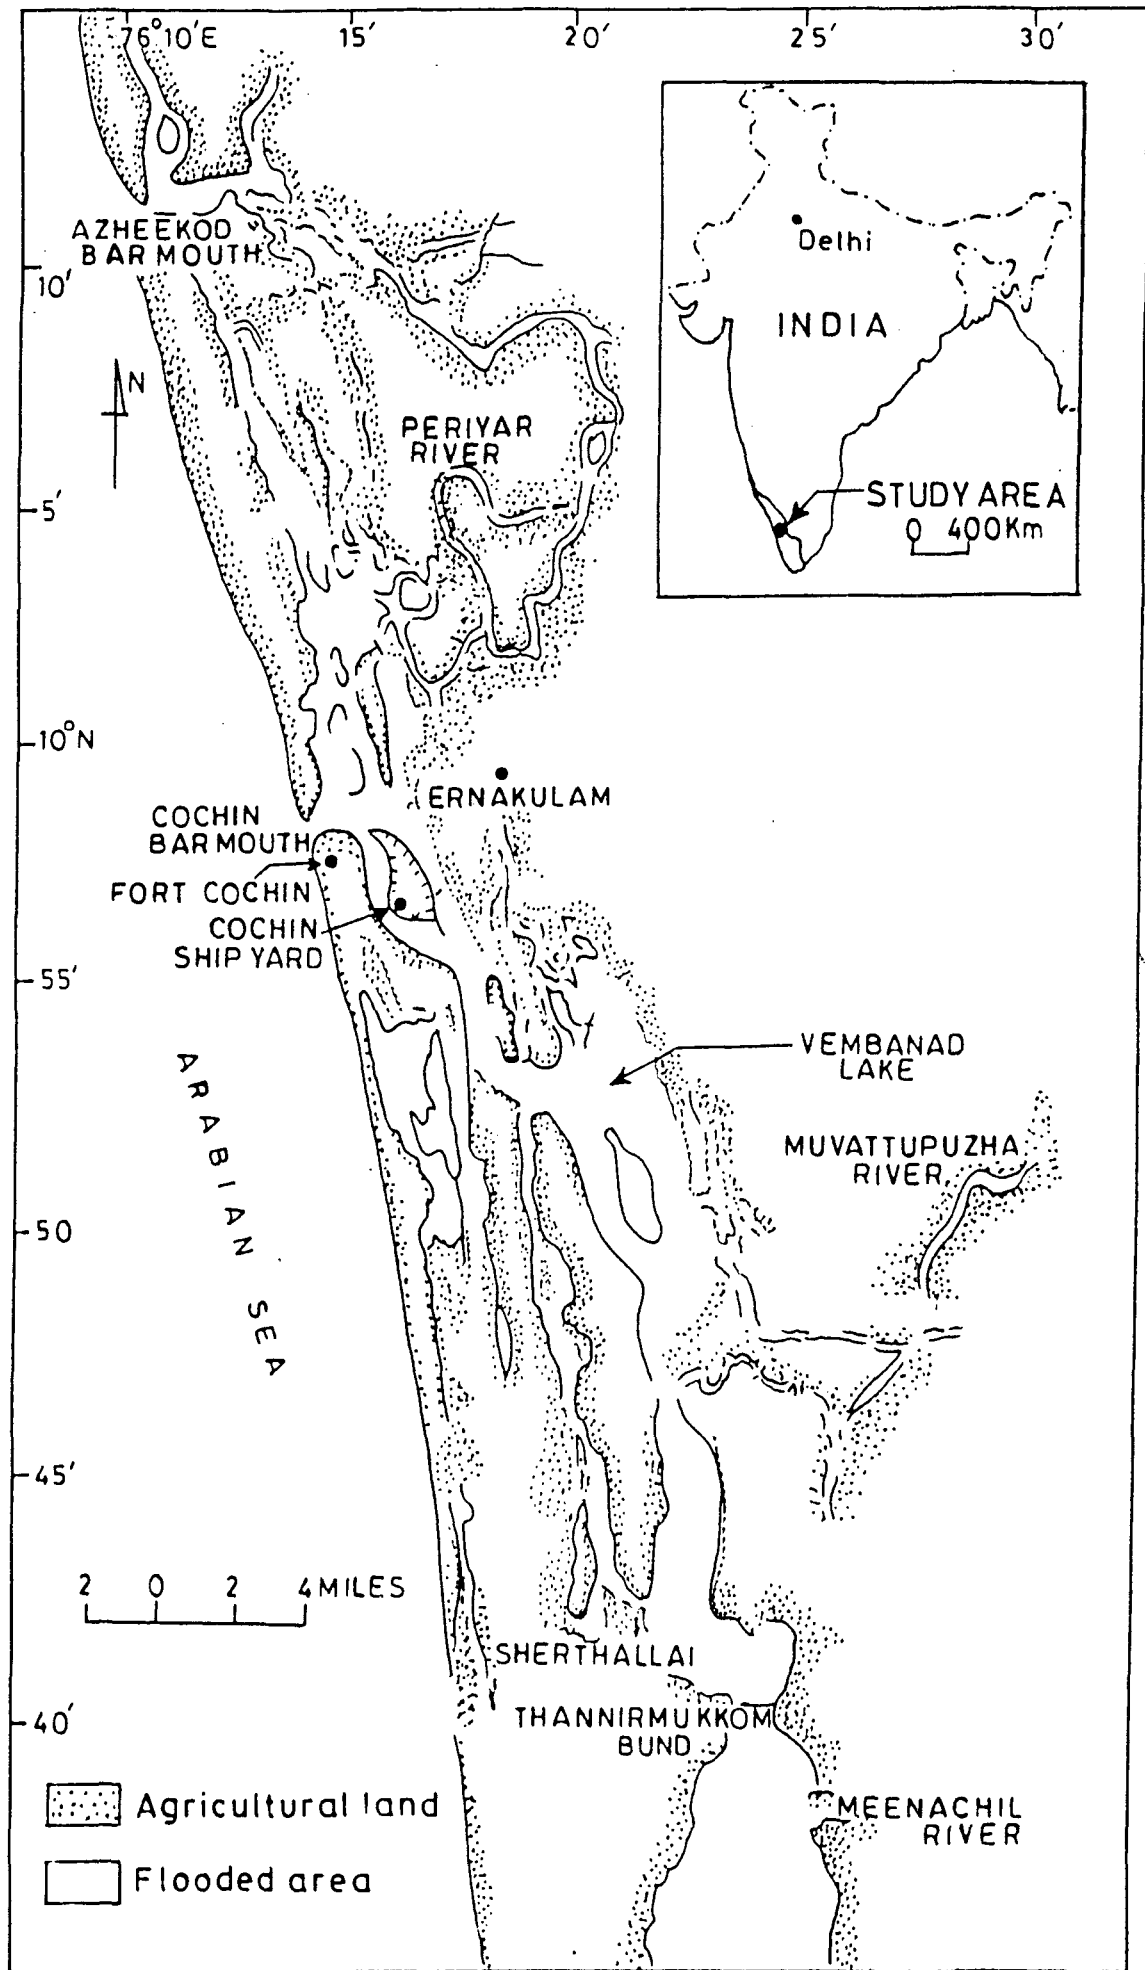 76°10'E 15' 20' 25' 30'
AZHEEKOD
BAR MOUTH
10'
N
PERIYAR
RIVER
5'
10°N
ERNAKULAM
COCHIN
BAR MOUTH
FORT COCHIN
COCHIN
SHIP YARD
55'
VEMBANAD
LAKE
ARABIAN SEA
MUVATTUPUZHA
RIVER
50
45'
2 0 2 4 MILES
SHERTHALLAI
THANNIRMUKKOM
BUND
40'
Agricultural land
MEENACHIL
RIVER
Flooded area
Delhi
INDIA
STUDY AREA
0 400Km